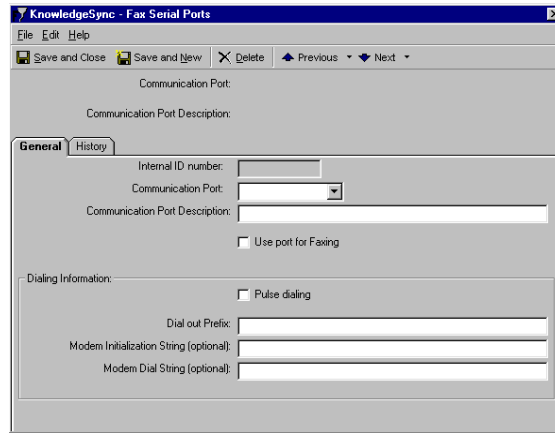 KnowledgeSync - Fax Serial Ports
File Edit Help
Save and Close Save and New Delete Previous Next
Communication Port:
Communication Port Description:
General History
Internal ID number:
Communication Port:
Communication Port Description:
Use port for Faxing
Dialing Information:
Pulse dialing
Dial out Prefix:
Modem Initialization String (optional):
Modem Dial String (optional):